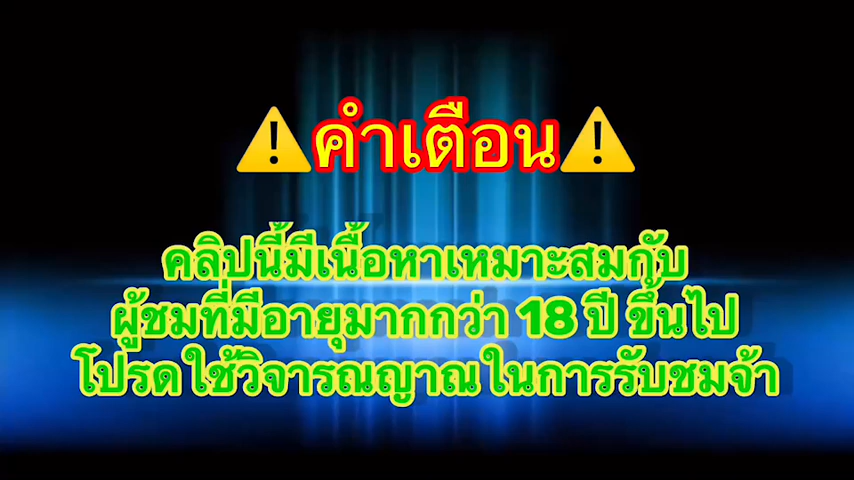 ⚠️คำเตือน⚠️
คลิปนี้มีเนื้อหาเหมาะสมกับ
ผู้ชมที่มีอายุมากกว่า 18 ปี ขึ้นไป
โปรดใช้วิจารณญาณในการรับชมจ้า